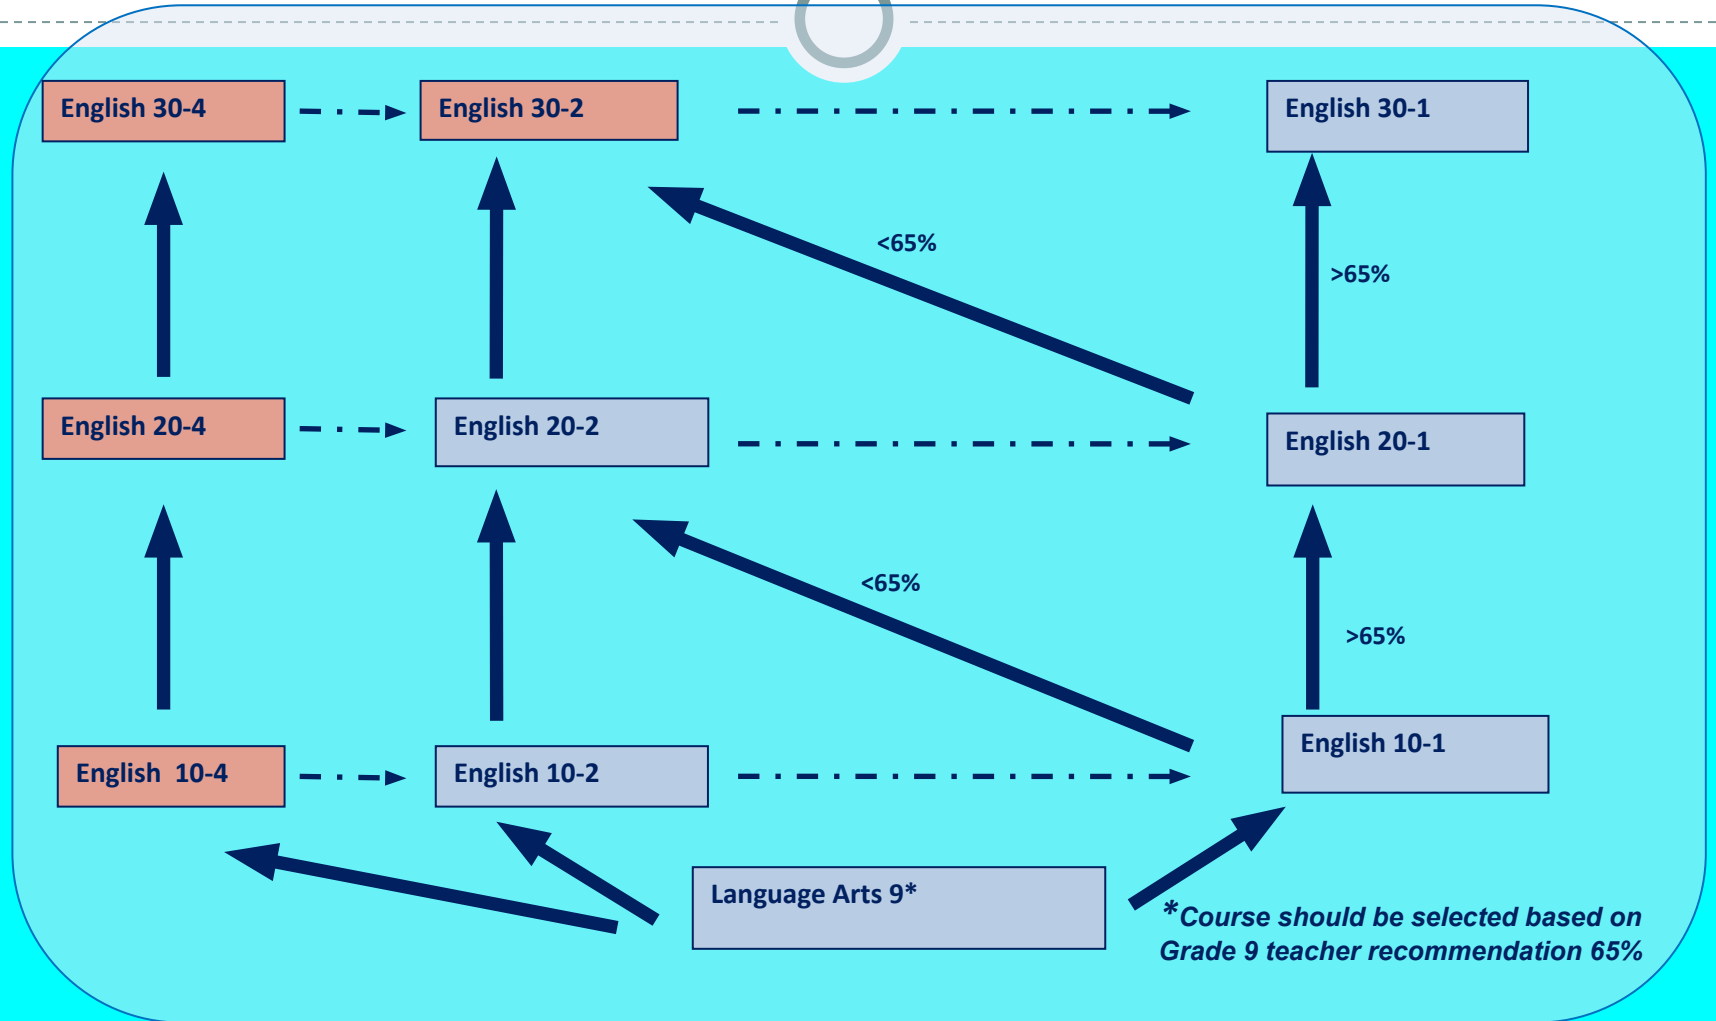 English 30-4
English 30-2
English 30-1
<65%
>65%
English 20-4
English 20-2
English 20-1
<65%
>65%
English  10-4
English 10-2
English 10-1
Language Arts 9*
*Course should be selected based on
Grade 9 teacher recommendation 65%